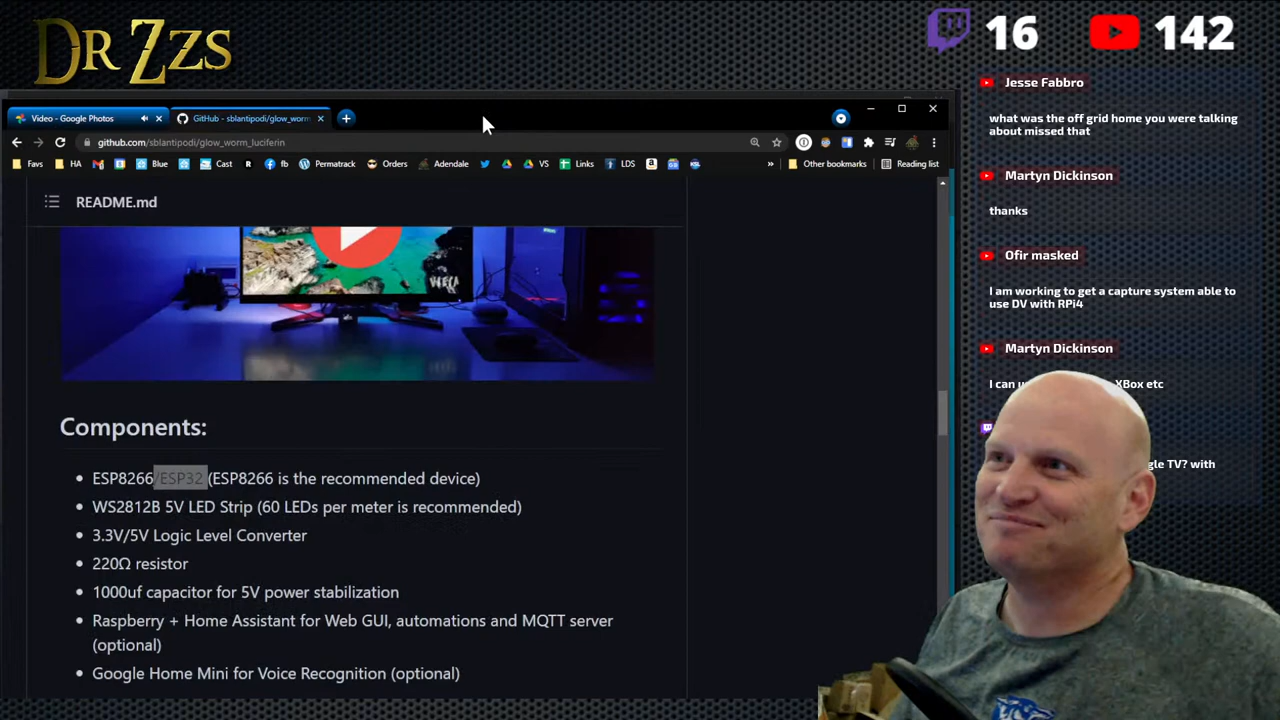 DR ZZS
16
142
Video - Google Photos
GitHub - sblantipodi/glow_worm
github.com/sblantipodi/glow_worm_luciferin
Favs
HA
Blue
Cast
fb
Permatrack
Orders
Adendale
VS
Links
LDS
Other bookmarks
Reading list
README.md
Components:
ESP8266/ESP32 (ESP8266 is the recommended device)
WS2812B 5V LED Strip (60 LEDs per meter is recommended)
3.3V/5V Logic Level Converter
220Ω resistor
1000uf capacitor for 5V power stabilization
Raspberry + Home Assistant for Web GUI, automations and MQTT server
(optional)
Google Home Mini for Voice Recognition (optional)
Jesse Fabbro
what was the off grid home you were talking
about missed that
Martyn Dickinson
thanks
Ofir masked
I am working to get a capture system able to
use DV with RPi4
Martyn Dickinson
I can XBox etc
TV? with